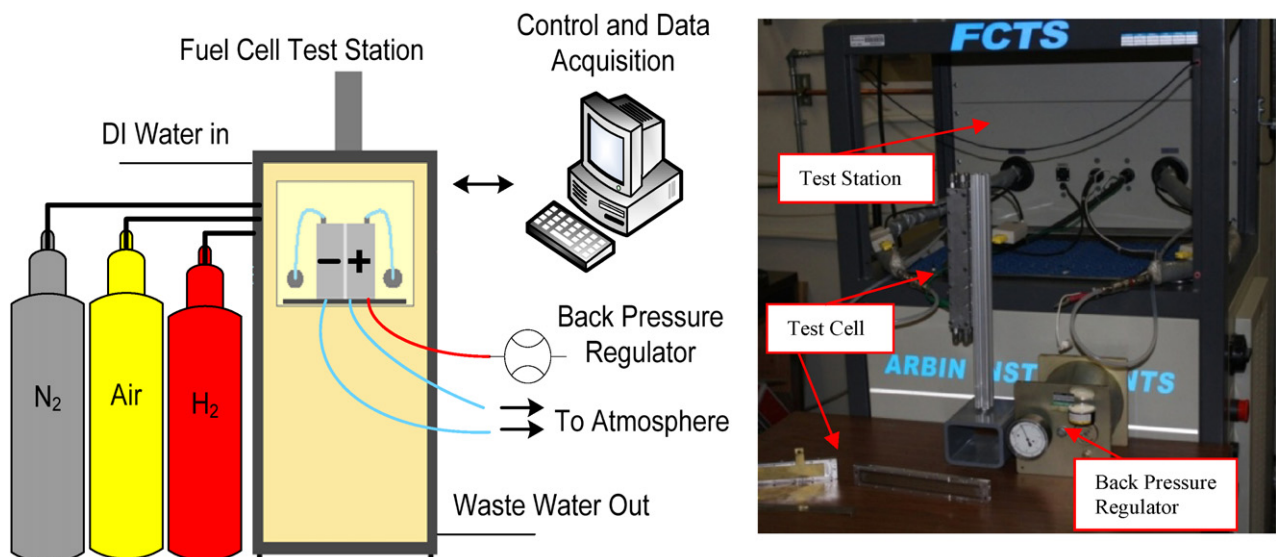 Fuel Cell Test Station
Control and Data
Acquisition
DI Water in
− +
Back Pressure
Regulator
N₂
Air
H₂
To Atmosphere
Waste Water Out
FCTS
Test Station
Test Cell
ARBIN INSTRUMENTS
Back Pressure
Regulator